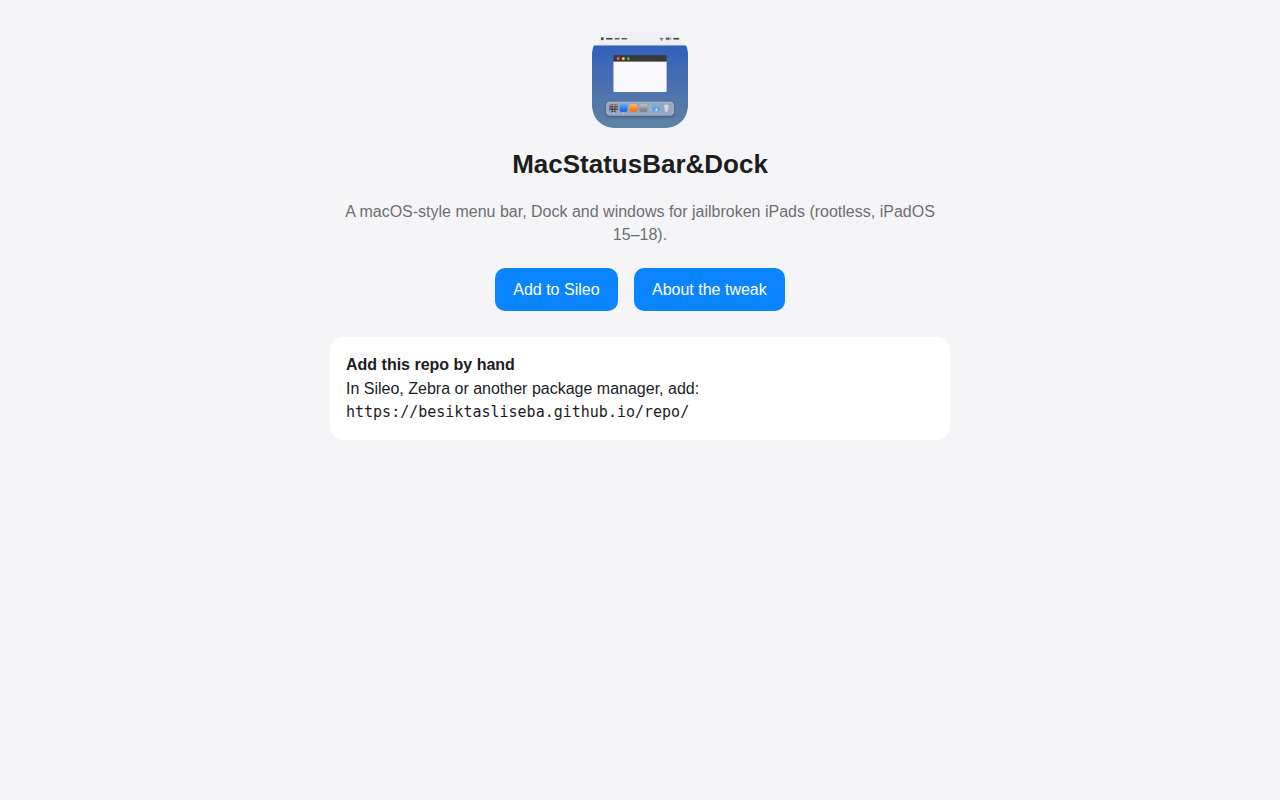 MacStatusBar&Dock
A macOS-style menu bar, Dock and windows for jailbroken iPads (rootless, iPadOS
15–18).
Add to Sileo
About the tweak
Add this repo by hand
In Sileo, Zebra or another package manager, add:
https://besiktasliseba.github.io/repo/